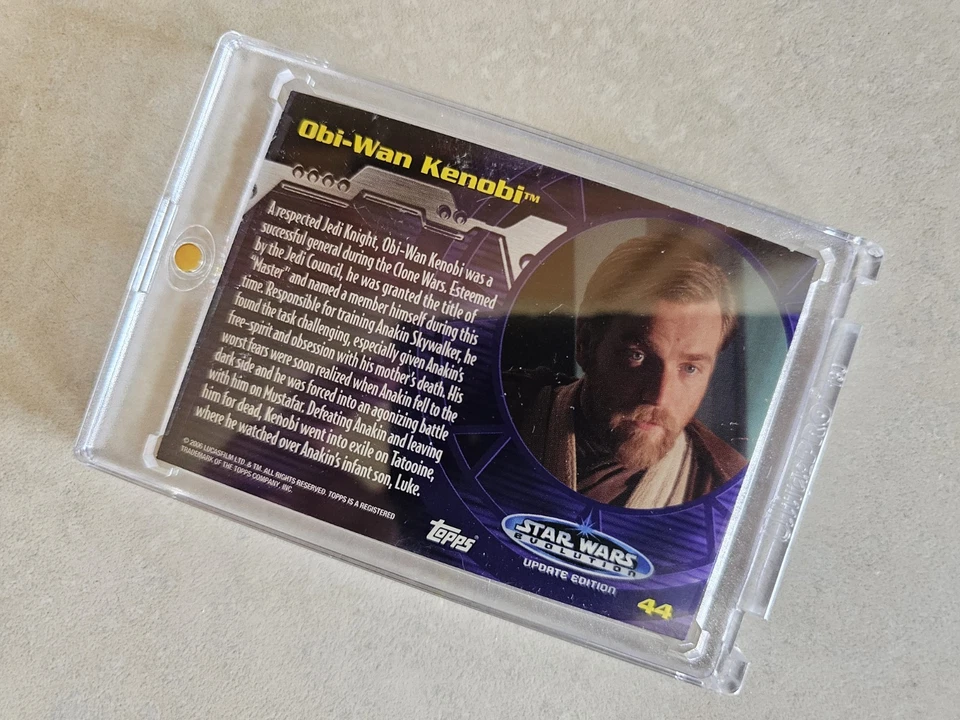 Obi-Wan Kenobi™
A respected Jedi Knight, Obi-Wan Kenobi was a
successful general during the Clone Wars. Esteemed
by the Jedi Council, he was granted the title of
"Master" and named a member himself during this
time. Responsible for training Anakin Skywalker, he
found the task challenging, especially given Anakin's
free-spirit and obsession with his mother's death. His
worst fears were soon realized when Anakin fell to the
dark side and he was forced into an agonizing battle
with him on Mustafar. Defeating Anakin and leaving
him for dead, Kenobi went into exile on Tatooine,
where he watched over Anakin's infant son, Luke.
© 2006 LUCASFILM LTD. & TM. ALL RIGHTS RESERVED. TOPPS IS A REGISTERED
TRADEMARK OF THE TOPPS COMPANY, INC.
topps®
STAR WARS
EVOLUTION
UPDATE EDITION
44